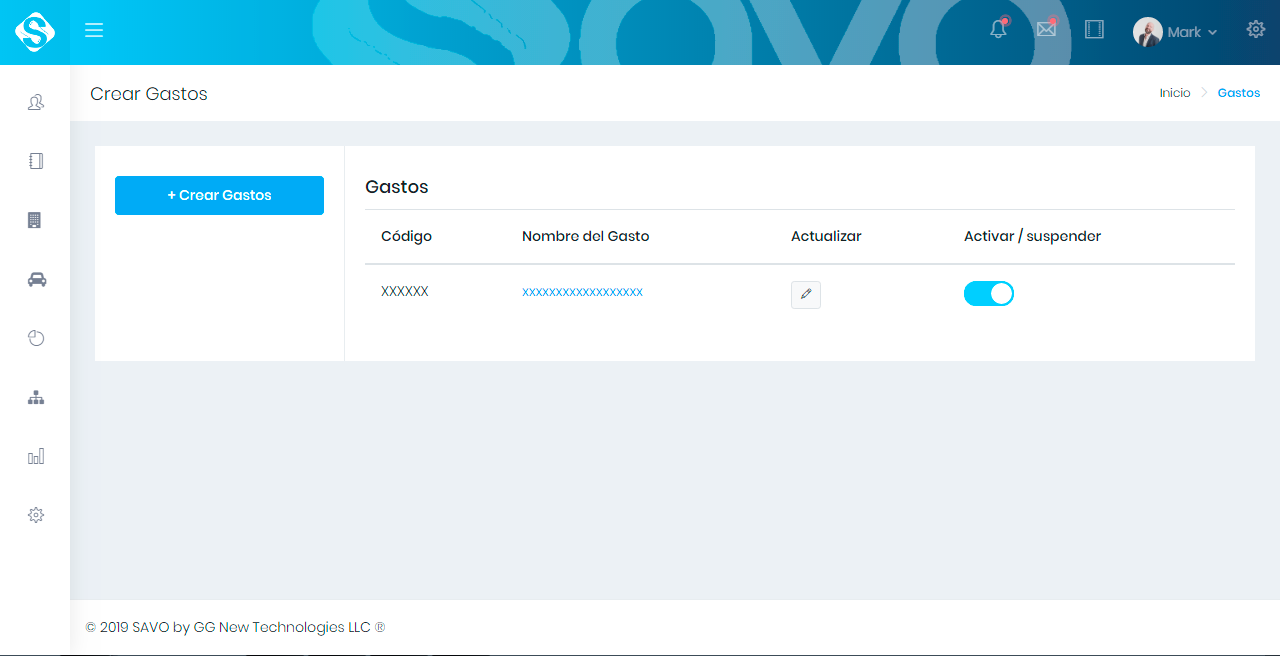 SAVO
Mark
Crear Gastos
Inicio > Gastos
+ Crear Gastos
Gastos
Código Nombre del Gasto Actualizar Activar / suspender
XXXXXX xxxxxxxxxxxxxxxxxx
© 2019 SAVO by GG New Technologies LLC ®